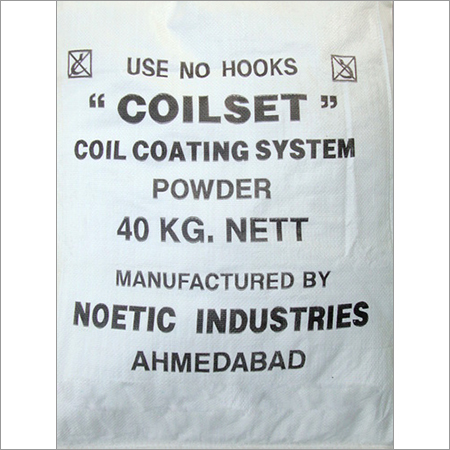 USE NO HOOKS
“ COILSET ”
COIL COATING SYSTEM
POWDER
40 KG. NETT
MANUFACTURED BY
NOETIC INDUSTRIES
AHMEDABAD